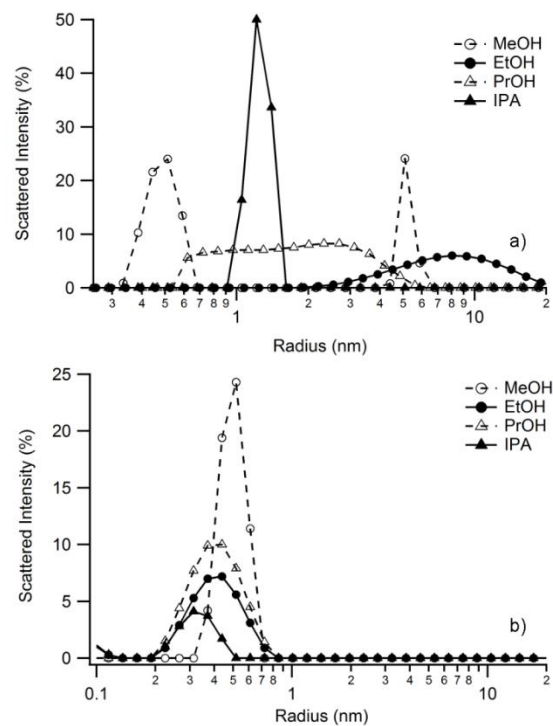 50
40
30
20
10
0
Scattered Intensity (%)
MeOH
EtOH
PrOH
IPA
a)
3 4 5 6 7 8 9 1 2 3 4 5 6 7 8 9 10 2
Radius (nm)
25
20
15
10
5
0
Scattered Intensity (%)
MeOH
EtOH
PrOH
IPA
b)
0.1 2 3 4 5 6 7 8 1 2 3 4 5 6 7 8 10 2
Radius (nm)